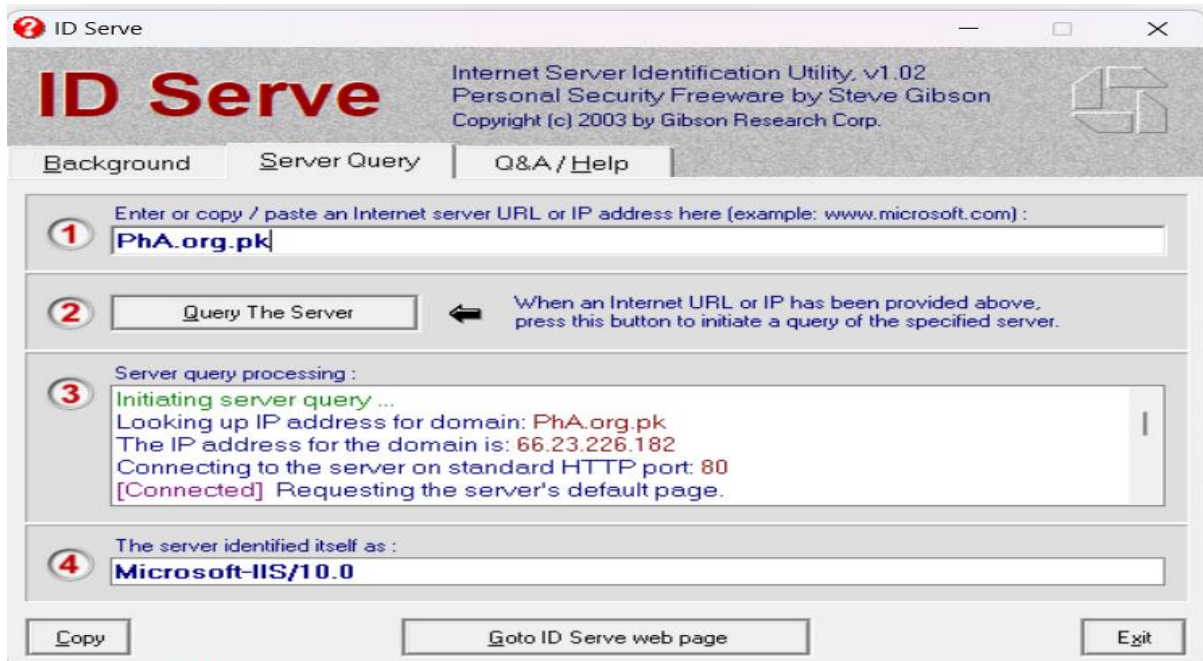 ID Serve
ID Serve
Internet Server Identification Utility, v1.02
Personal Security Freeware by Steve Gibson
Copyright (c) 2003 by Gibson Research Corp.
Background
Server Query
Q&A / Help
1
Enter or copy / paste an Internet server URL or IP address here (example: www.microsoft.com) :
PhA.org.pk
2
Query The Server
When an Internet URL or IP has been provided above,
press this button to initiate a query of the specified server.
3
Server query processing :
Initiating server query ...
Looking up IP address for domain: PhA.org.pk
The IP address for the domain is: 66.23.226.182
Connecting to the server on standard HTTP port: 80
[Connected] Requesting the server's default page.
4
The server identified itself as :
Microsoft-IIS/10.0
Copy
Goto ID Serve web page
Exit